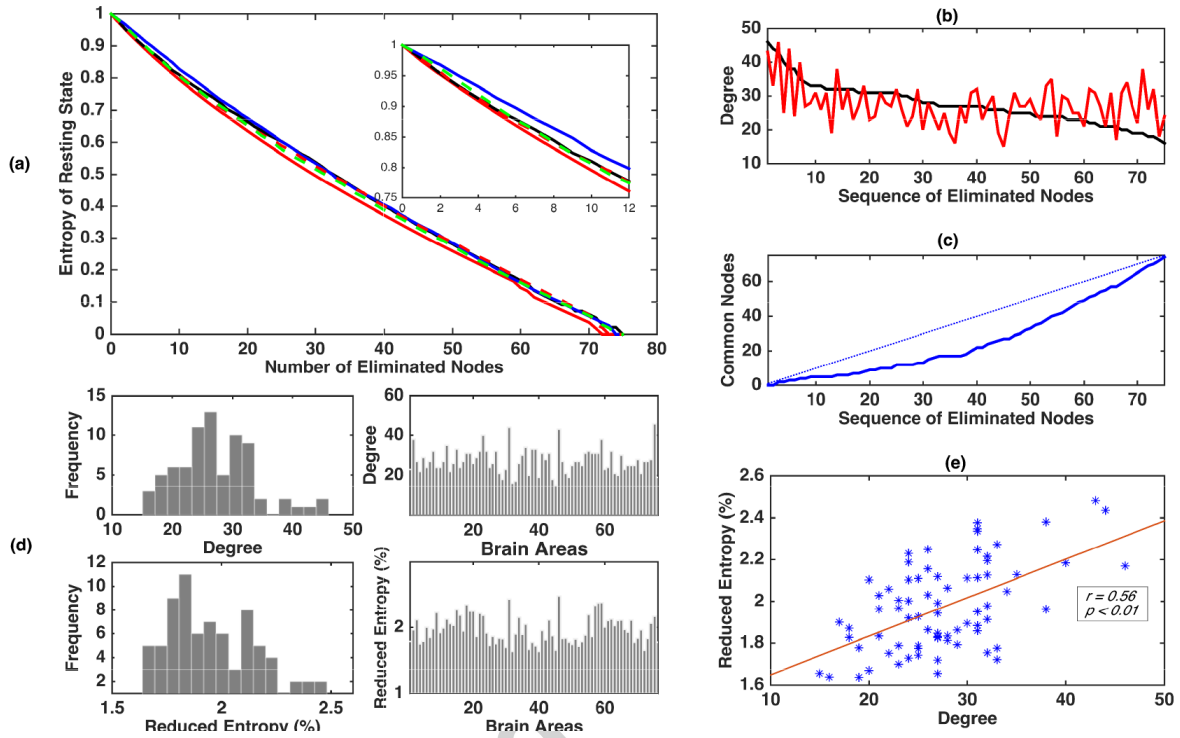 (a)
Entropy of Resting State
1
0.9
0.8
0.7
0.6
0.5
0.4
0.3
0.2
0.1
0
0 10 20 30 40 50 60 70 80
Number of Eliminated Nodes
1
0.95
0.9
0.85
0.8
0.75
0 2 4 6 8 10 12
(b)
Degree
50
40
30
20
10
10 20 30 40 50 60 70
Sequence of Eliminated Nodes
(c)
Common Nodes
60
40
20
0
10 20 30 40 50 60 70
Sequence of Eliminated Nodes
(d)
Frequency
15
10
5
0
10 20 30 40 50
Degree
Degree
60
40
20
20 40 60
Brain Areas
Frequency
12
10
8
6
4
2
1.5 2 2.5
Reduced Entropy (%)
Reduced Entropy (%)
2
1
20 40 60
Brain Areas
(e)
Reduced Entropy (%)
2.6
2.4
2.2
2
1.8
1.6
10 20 30 40 50
Degree
r = 0.56
p < 0.01